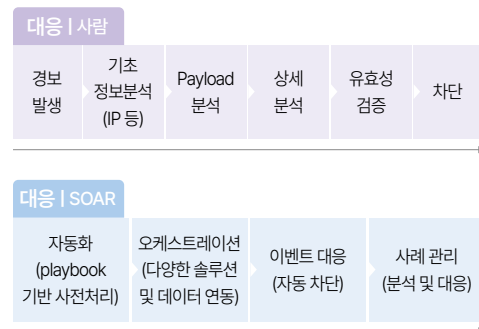 대응 | 사람
경보
발생
기초
정보분석
(IP 등)
Payload
분석
상세
분석
유효성
검증
차단
대응 | SOAR
자동화
(playbook
기반 사전처리)
오케스트레이션
(다양한 솔루션
및 데이터 연동)
이벤트 대응
(자동 차단)
사례 관리
(분석 및 대응)